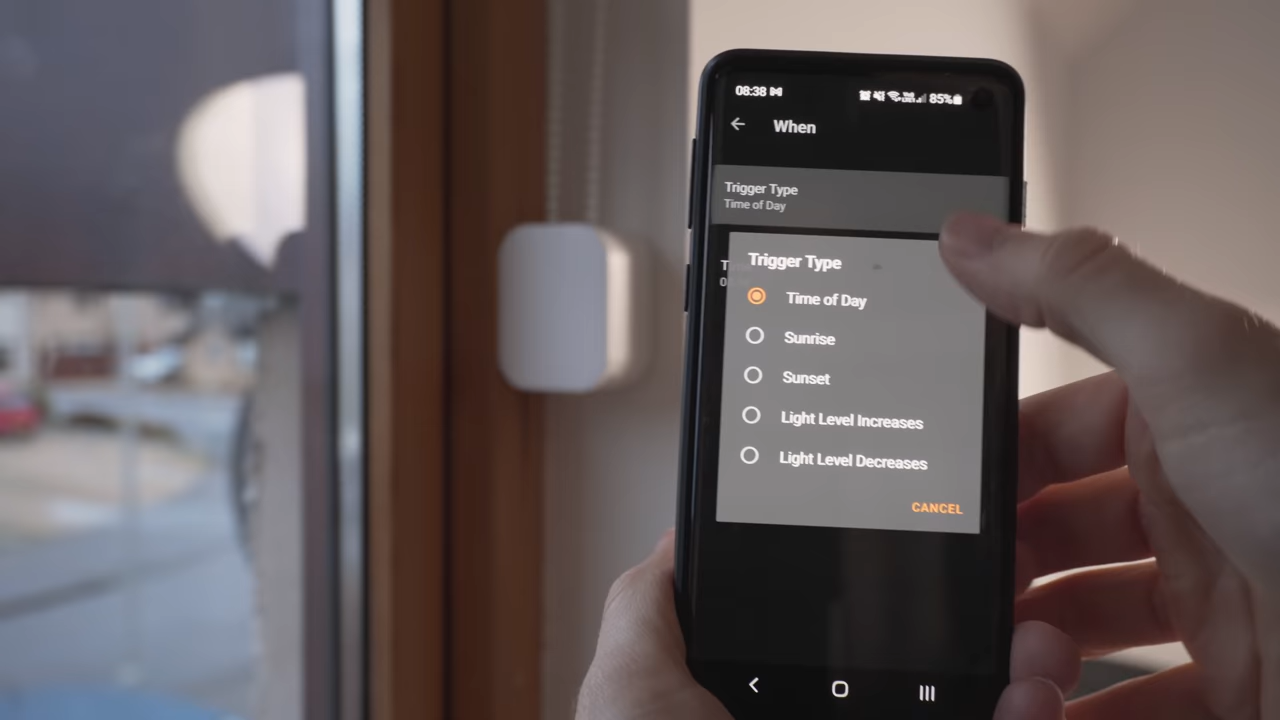 08:38 85%
When
Trigger Type
Time of Day
Trigger Type
Time of Day
Sunrise
Sunset
Light Level Increases
Light Level Decreases
CANCEL